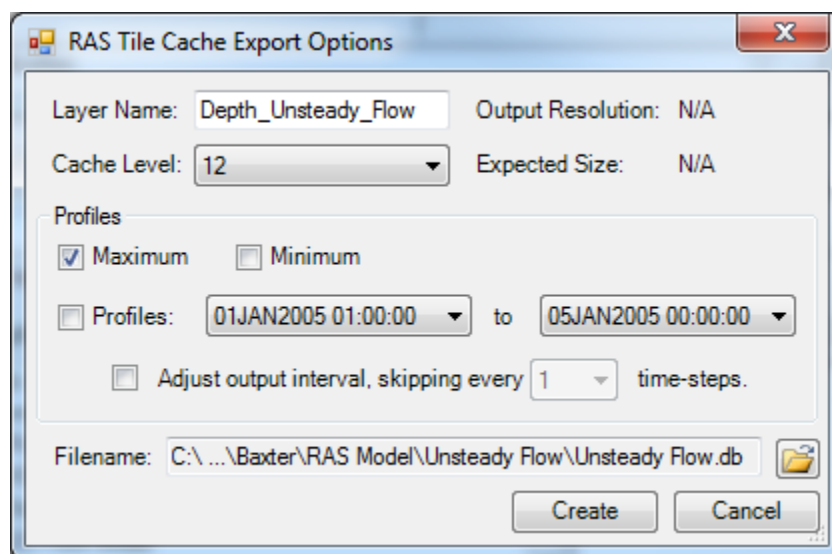 RAS Tile Cache Export Options
Layer Name: Depth_Unsteady_Flow Output Resolution: N/A
Cache Level: 12 Expected Size: N/A
Profiles
Maximum Minimum
Profiles: 01JAN2005 01:00:00 to 05JAN2005 00:00:00
Adjust output interval, skipping every 1 time-steps.
Filename: C:\ ...\Baxter\RAS Model\Unsteady Flow\Unsteady Flow.db
Create Cancel